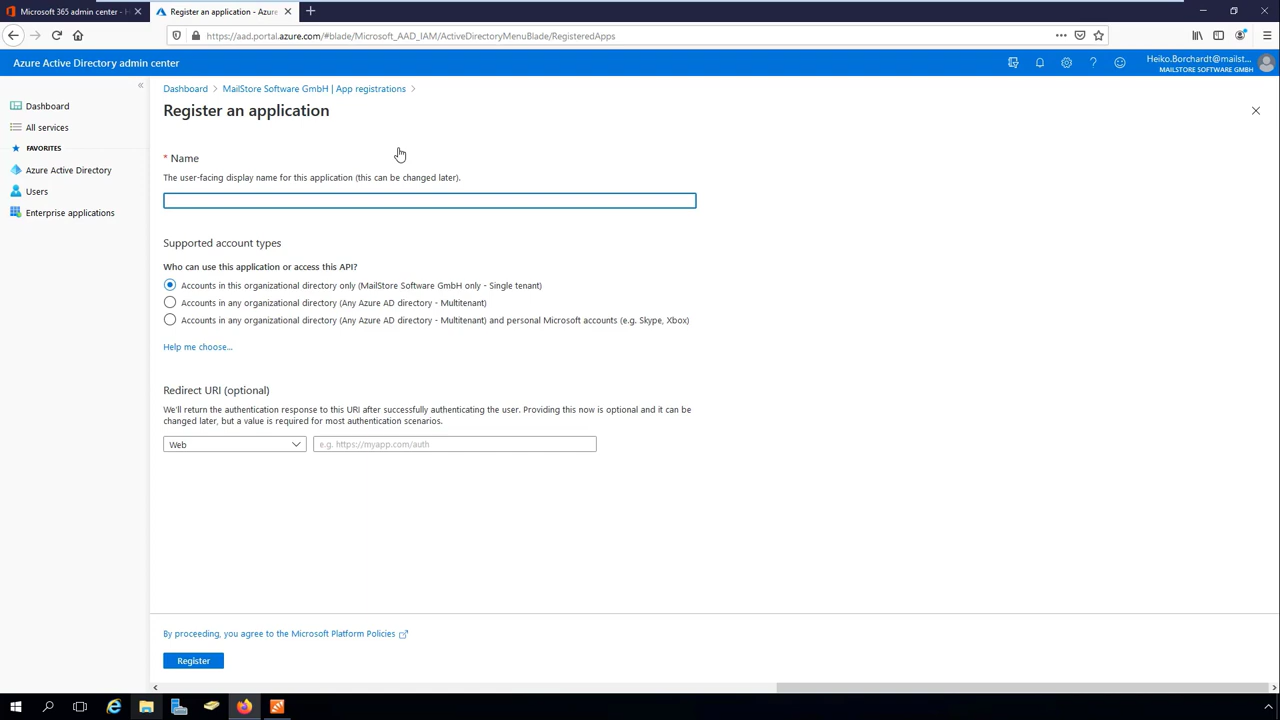 Microsoft 365 admin center - H
Register an application - Azure
https://aad.portal.azure.com/#blade/Microsoft_AAD_IAM/ActiveDirectoryMenuBlade/RegisteredApps
Azure Active Directory admin center
Heiko.Borchardt@mailst...
MAILSTORE SOFTWARE GMBH
Dashboard
All services
FAVORITES
Azure Active Directory
Users
Enterprise applications
Dashboard > MailStore Software GmbH | App registrations >
Register an application
* Name
The user-facing display name for this application (this can be changed later).
Supported account types
Who can use this application or access this API?
Accounts in this organizational directory only (MailStore Software GmbH only - Single tenant)
Accounts in any organizational directory (Any Azure AD directory - Multitenant)
Accounts in any organizational directory (Any Azure AD directory - Multitenant) and personal Microsoft accounts (e.g. Skype, Xbox)
Help me choose...
Redirect URI (optional)
We'll return the authentication response to this URI after successfully authenticating the user. Providing this now is optional and it can be
changed later, but a value is required for most authentication scenarios.
Web
e.g. https://myapp.com/auth
By proceeding, you agree to the Microsoft Platform Policies
Register